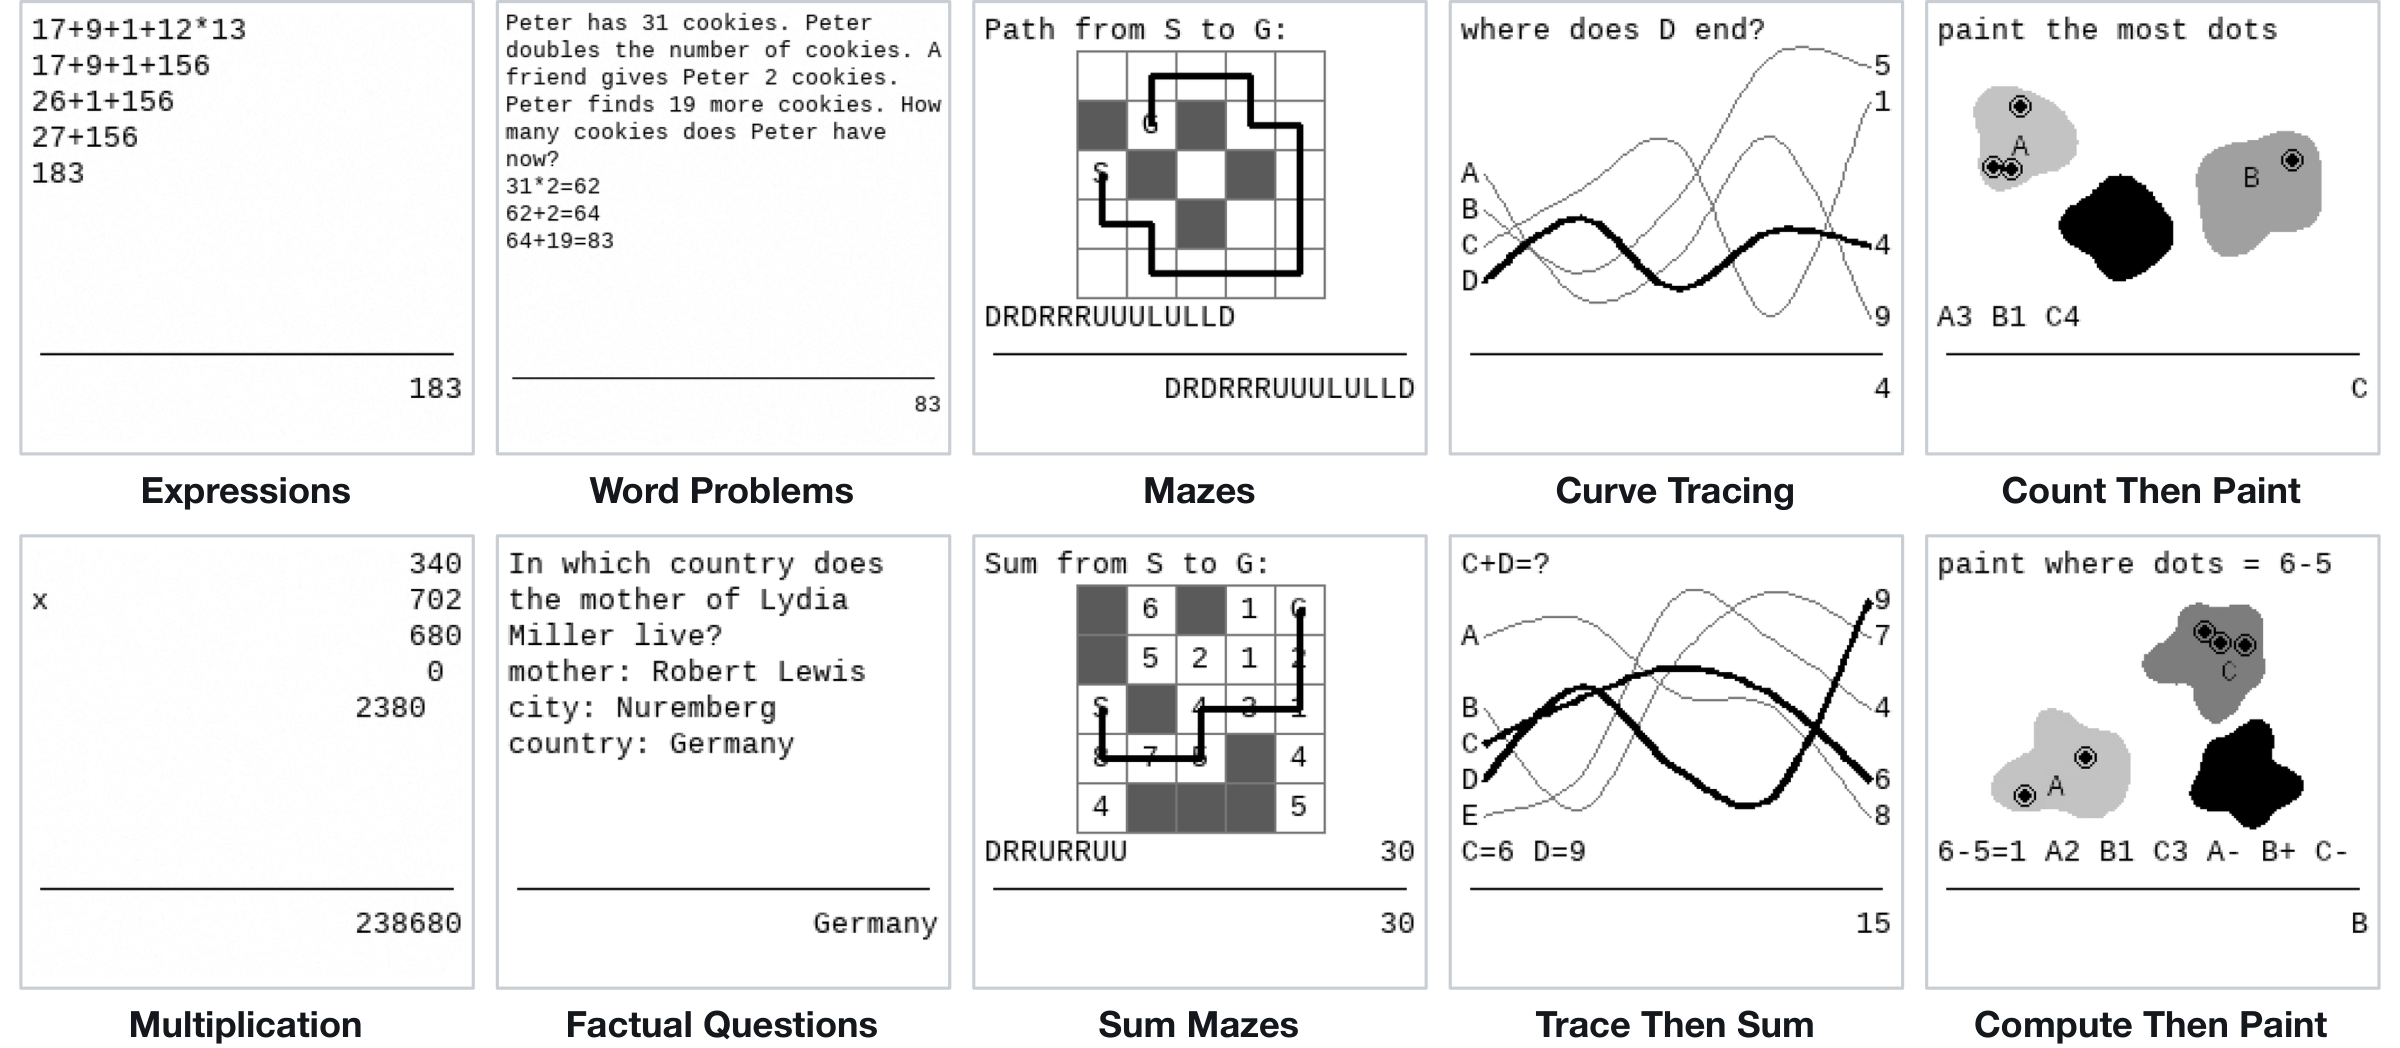 17+9+1+12*13
17+9+1+156
26+1+156
27+156
183
183
Expressions
Peter has 31 cookies. Peter
doubles the number of cookies. A
friend gives Peter 2 cookies.
Peter finds 19 more cookies. How
many cookies does Peter have
now?
31*2=62
62+2=64
64+19=83
83
Word Problems
Path from S to G:
G
S
DRDRRRUUULULLD
DRDRRRUUULULLD
Mazes
where does D end?
5
1
A
B
C
4
D
9
4
Curve Tracing
paint the most dots
A
B
A3 B1 C4
C
Count Then Paint
340
x 702
680
0
2380
238680
Multiplication
In which country does
the mother of Lydia
Miller live?
mother: Robert Lewis
city: Nuremberg
country: Germany
Germany
Factual Questions
Sum from S to G:
6 1 G
5 2 1 2
S 4 3 1
8 7 5 4
4 5
DRRURRUU 30
30
Sum Mazes
C+D=?
9
A 7
B 4
C
D 6
E 8
C=6 D=9
15
Trace Then Sum
paint where dots = 6-5
C
A
6-5=1 A2 B1 C3 A- B+ C-
B
Compute Then Paint